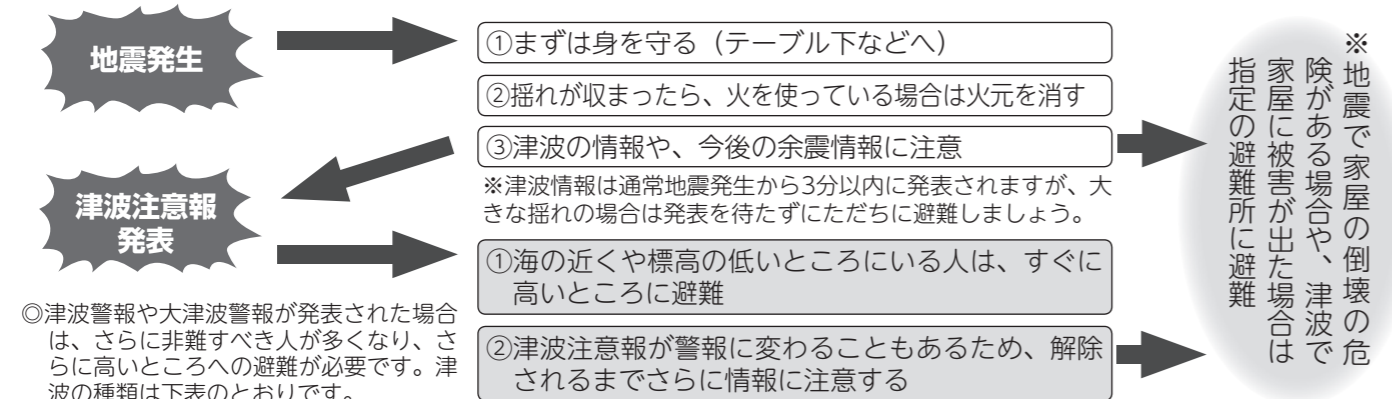 地震発生
①まずは身を守る（テーブル下などへ）
②揺れが収まったら、火を使っている場合は火元を消す
③津波の情報や、今後の余震情報に注意
※津波情報は通常地震発生から3分以内に発表されますが、大
きな揺れの場合は発表を待たずにただちに避難しましょう。
津波注意報
発表
①海の近くや標高の低いところにいる人は、すぐに
高いところに避難
②津波注意報が警報に変わることもあるため、解除
されるまでさらに情報に注意する
◎津波警報や大津波警報が発表された場合
は、さらに非難すべき人が多くなり、さ
らに高いところへの避難が必要です。津
波の種類は下表のとおりです。
※地震で家屋の倒壊の危
険がある場合や、津波で
家屋に被害が出た場合は
指定の避難所に避難